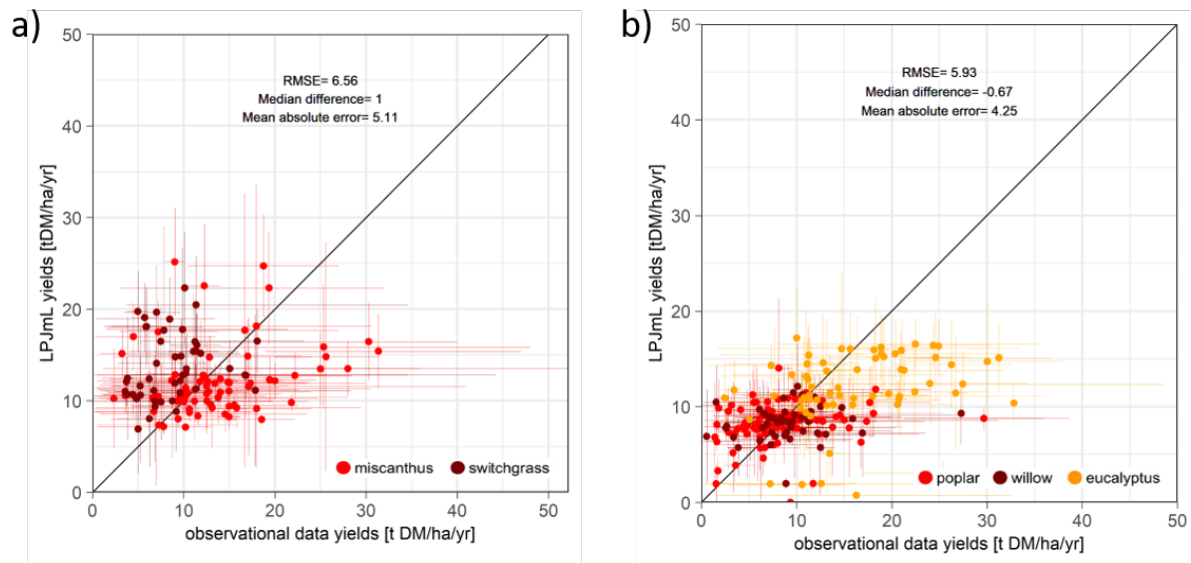 a)
50
40
30
20
10
0
LPJmL yields [tDM/ha/yr]
RMSE= 6.56
Median difference= 1
Mean absolute error= 5.11
miscanthus switchgrass
0 10 20 30 40 50
observational data yields [t DM/ha/yr]
b)
50
40
30
20
10
0
LPJmL yields [tDM/ha/yr]
RMSE= 5.93
Median difference= -0.67
Mean absolute error= 4.25
poplar willow eucalyptus
0 10 20 30 40 50
observational data yields [t DM/ha/yr]